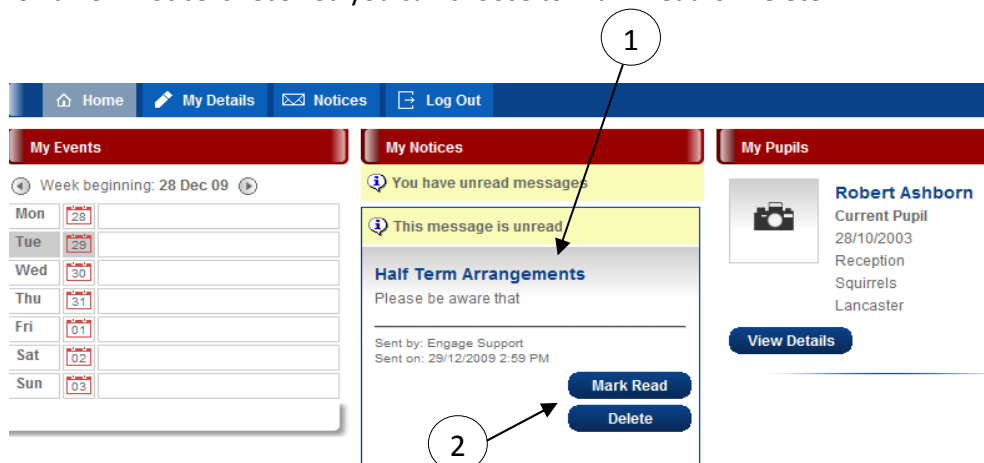 1
Home My Details Notices Log Out
My Events
Week beginning: 28 Dec 09
Mon 28
Tue 29
Wed 30
Thu 31
Fri 01
Sat 02
Sun 03
My Notices
You have unread messages
This message is unread
Half Term Arrangements
Please be aware that
Sent by: Engage Support
Sent on: 29/12/2009 2:59 PM
Mark Read
Delete
2
My Pupils
Robert Ashborn
Current Pupil
28/10/2003
Reception
Squirrels
Lancaster
View Details